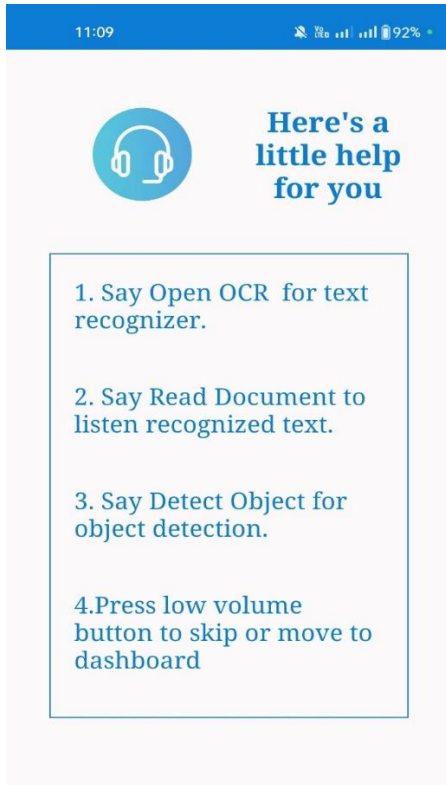 11:09
92%
Here's a
little help
for you
1. Say Open OCR  for text
recognizer.
2. Say Read Document to
listen recognized text.
3. Say Detect Object for
object detection.
4.Press low volume
button to skip or move to
dashboard